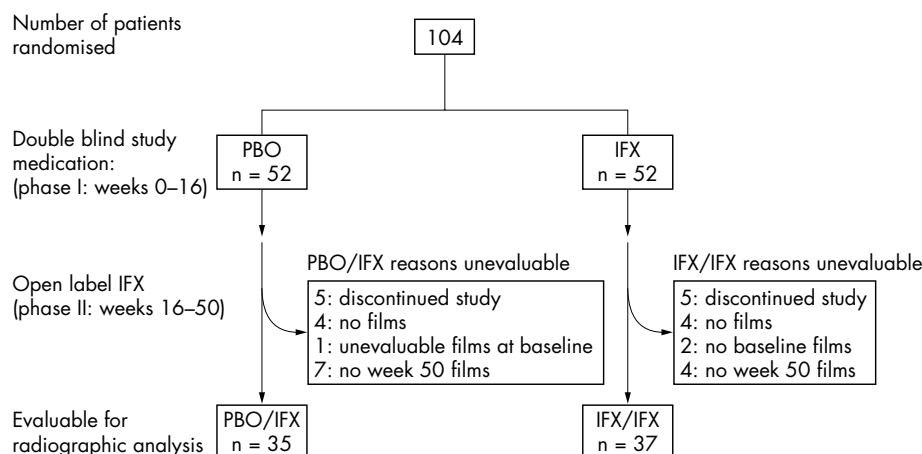 Number of patients
randomised
104
Double blind study
medication:
(phase I: weeks 0–16)
PBO
n = 52
IFX
n = 52
Open label IFX
(phase II: weeks 16–50)
PBO/IFX reasons unevaluable
5: discontinued study
4: no films
1: unevaluable films at baseline
7: no week 50 films
IFX/IFX reasons unevaluable
5: discontinued study
4: no films
2: no baseline films
4: no week 50 films
Evaluable for
radiographic analysis
PBO/IFX
n = 35
IFX/IFX
n = 37